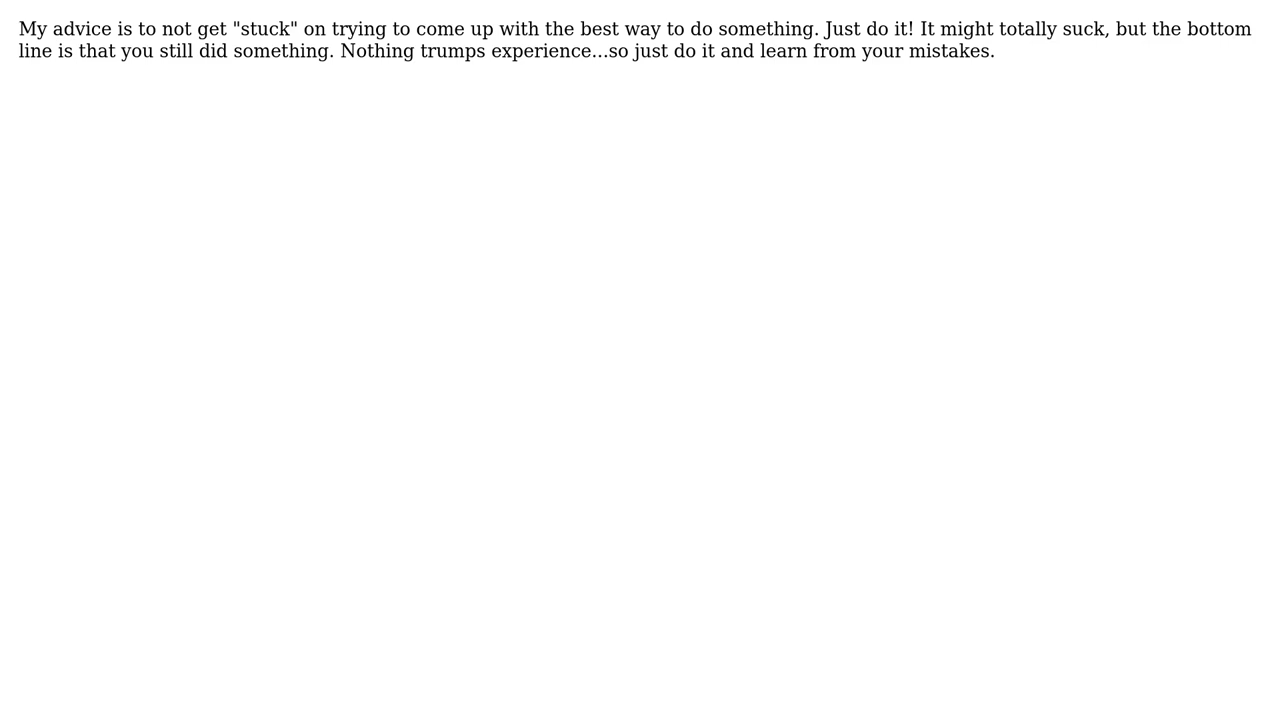 My advice is to not get "stuck" on trying to come up with the best way to do something. Just do it! It might totally suck, but the bottom
line is that you still did something. Nothing trumps experience...so just do it and learn from your mistakes.